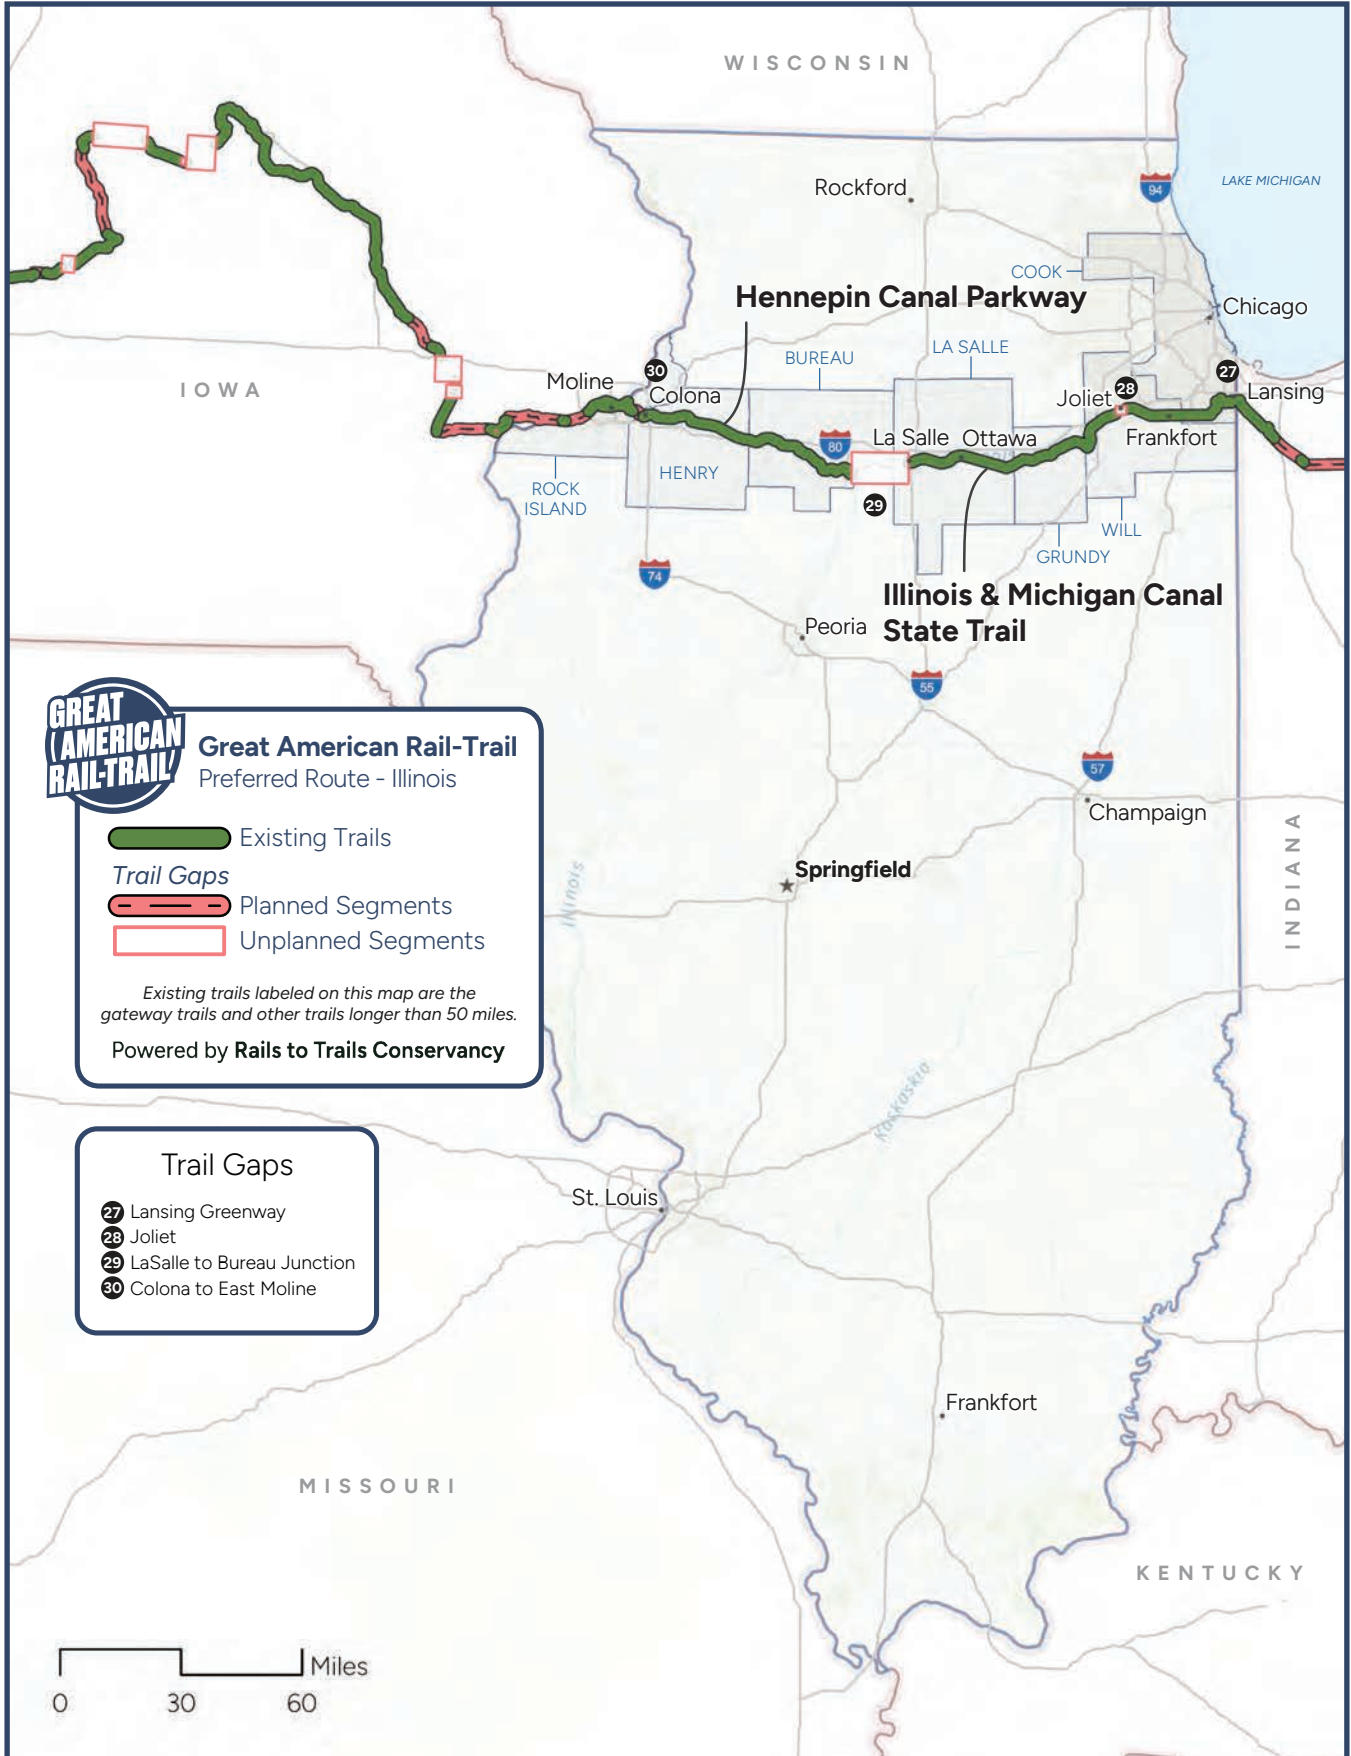 WISCONSIN
Rockford
94
LAKE MICHIGAN
COOK
Hennepin Canal Parkway
Chicago
BUREAU
LA SALLE
IOWA
30
27
Moline
Colona
28
Joliet
Lansing
80
La Salle
Ottawa
Frankfort
HENRY
ROCK
ISLAND
29
WILL
GRUNDY
74
Illinois & Michigan Canal
State Trail
Peoria
55
GREAT
AMERICAN
RAIL-TRAIL
Great American Rail-Trail
Preferred Route - Illinois
57
Champaign
Existing Trails
Trail Gaps
Planned Segments
Unplanned Segments
Springfield
Illinois
INDIANA
Existing trails labeled on this map are the
gateway trails and other trails longer than 50 miles.
Powered by Rails to Trails Conservancy
Kaskaskia
Trail Gaps
27 Lansing Greenway
28 Joliet
29 LaSalle to Bureau Junction
30 Colona to East Moline
St. Louis
Frankfort
MISSOURI
KENTUCKY
Miles
0 30 60